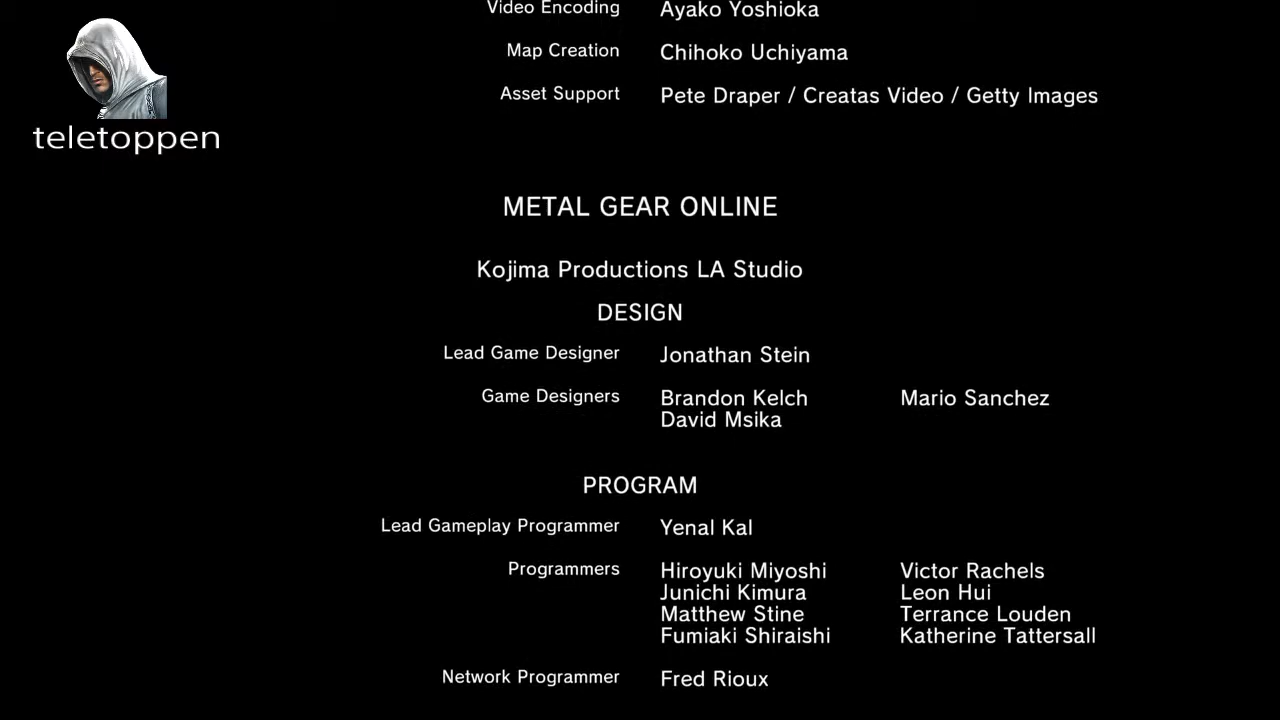 Video Encoding Ayako Yoshioka
Map Creation Chihoko Uchiyama
Asset Support Pete Draper / Creatas Video / Getty Images
teletoppen
METAL GEAR ONLINE
Kojima Productions LA Studio
DESIGN
Lead Game Designer Jonathan Stein
Game Designers Brandon Kelch Mario Sanchez
David Msika
PROGRAM
Lead Gameplay Programmer Yenal Kal
Programmers Hiroyuki Miyoshi Victor Rachels
Junichi Kimura Leon Hui
Matthew Stine Terrance Louden
Fumiaki Shiraishi Katherine Tattersall
Network Programmer Fred Rioux